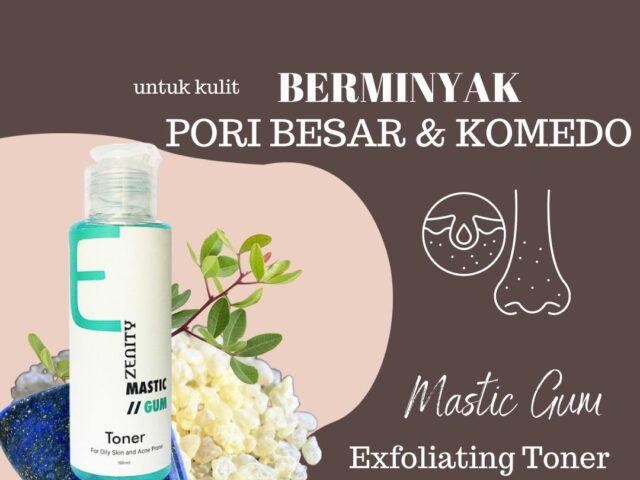 untuk kulit BERMINYAK
PORI BESAR & KOMEDO
E
ZENITY
MASTIC
// GUM
Toner
For Oily Skin and Acne Prone
100ml
Mastic Gum
Exfoliating Toner